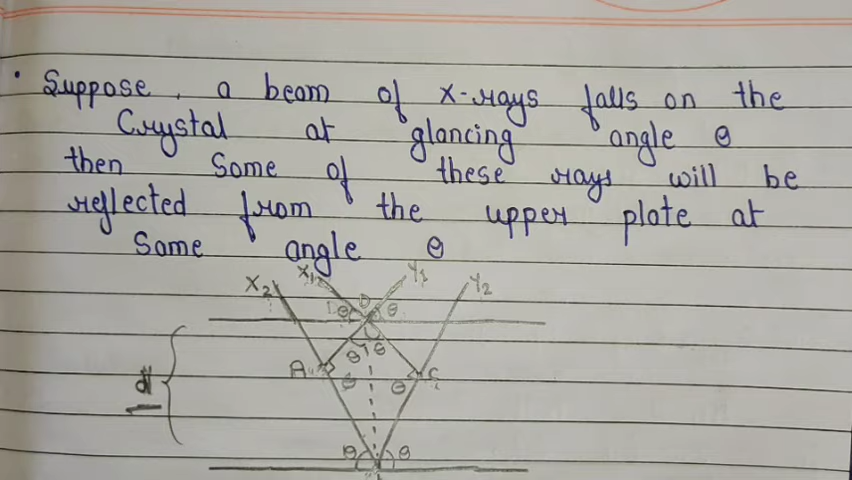 • Suppose, a beam of X-rays falls on the
Crystal at glancing angle θ
then Some of these rays will be
reflected from the upper plate at
Same angle θ
X₂ X₁ Y₁ Y₂
D
θ θ
θ θ
A C
θ θ
d
θ θ